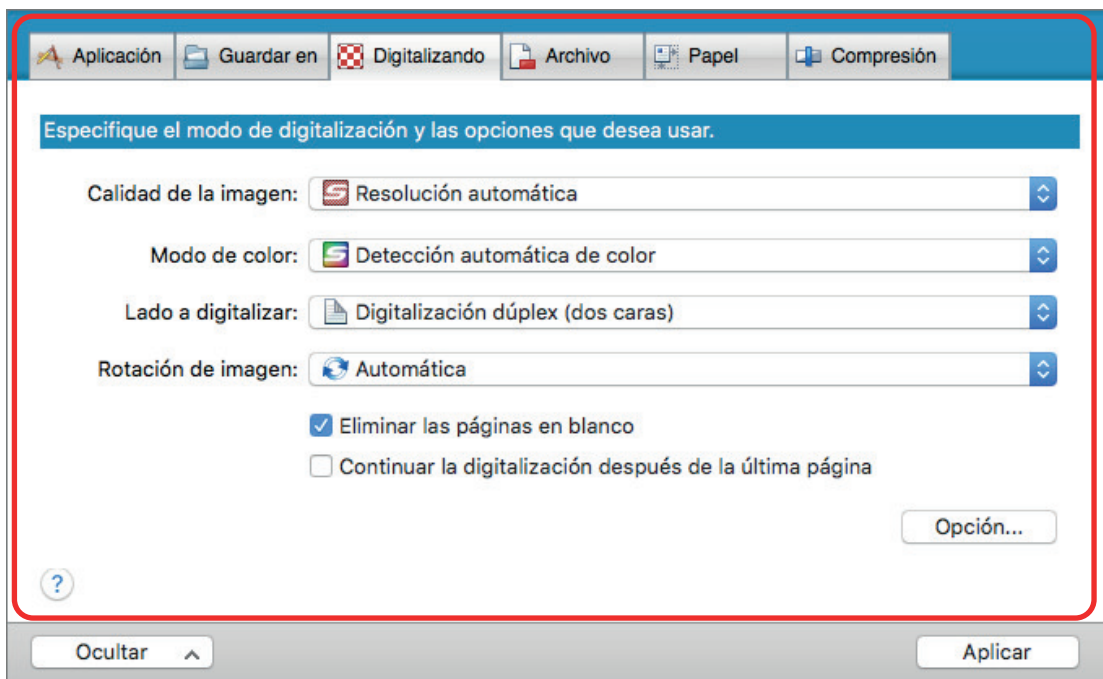 Aplicación Guardar en Digitalizando Archivo Papel Compresión
Especifique el modo de digitalización y las opciones que desea usar.
Calidad de la imagen: Resolución automática
Modo de color: Detección automática de color
Lado a digitalizar: Digitalización dúplex (dos caras)
Rotación de imagen: Automática
Eliminar las páginas en blanco
Continuar la digitalización después de la última página
Opción...
?
Ocultar Aplicar